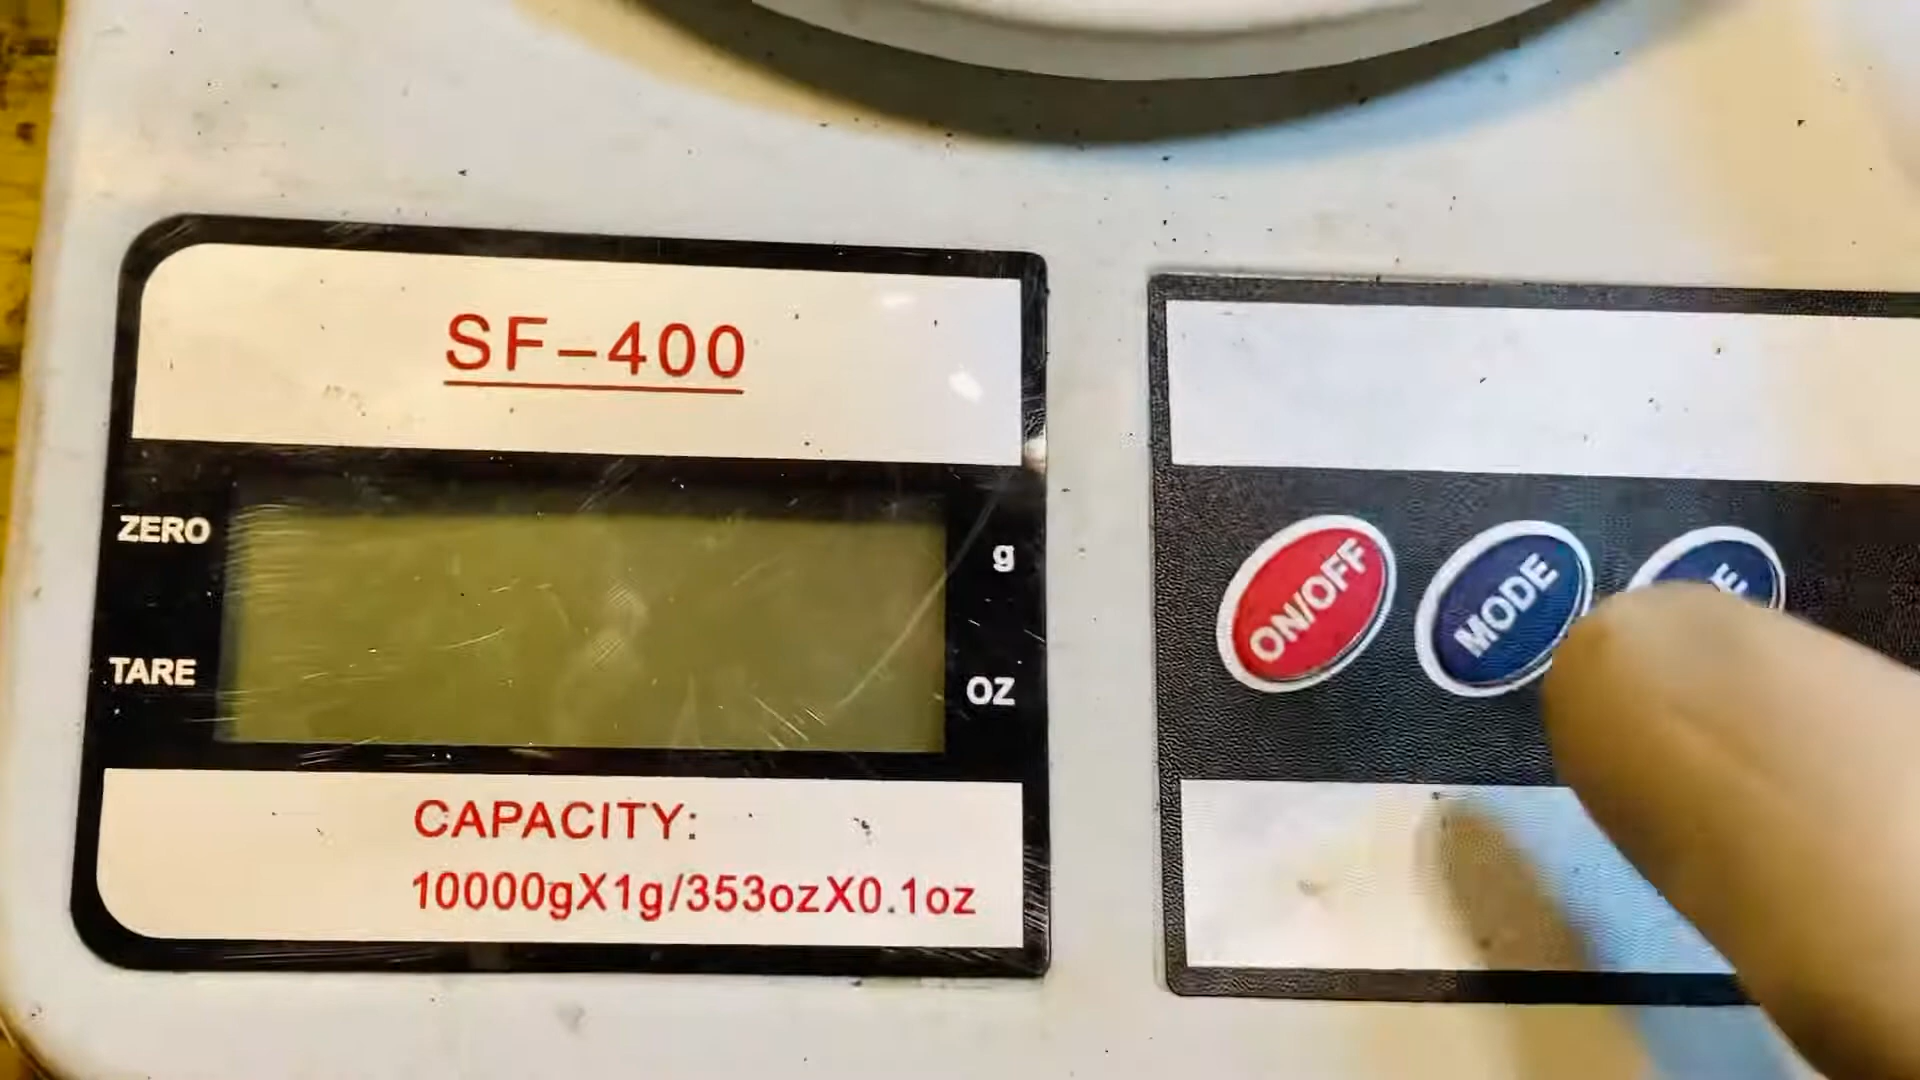 SF-400
ZERO
g
TARE
OZ
CAPACITY:
10000gX1g/353ozX0.1oz
ON/OFF
MODE